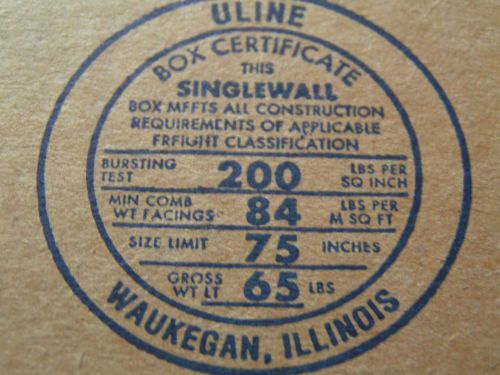 ULINE
BOX CERTIFICATE
THIS
SINGLEWALL
BOX MEETS ALL CONSTRUCTION
REQUIREMENTS OF APPLICABLE
FREIGHT CLASSIFICATION
BURSTING TEST 200 LBS PER SQ INCH
MIN COMB WT FACINGS 84 LBS PER M SQ FT
SIZE LIMIT 75 INCHES
GROSS WT LT 65 LBS
WAUKEGAN, ILLINOIS